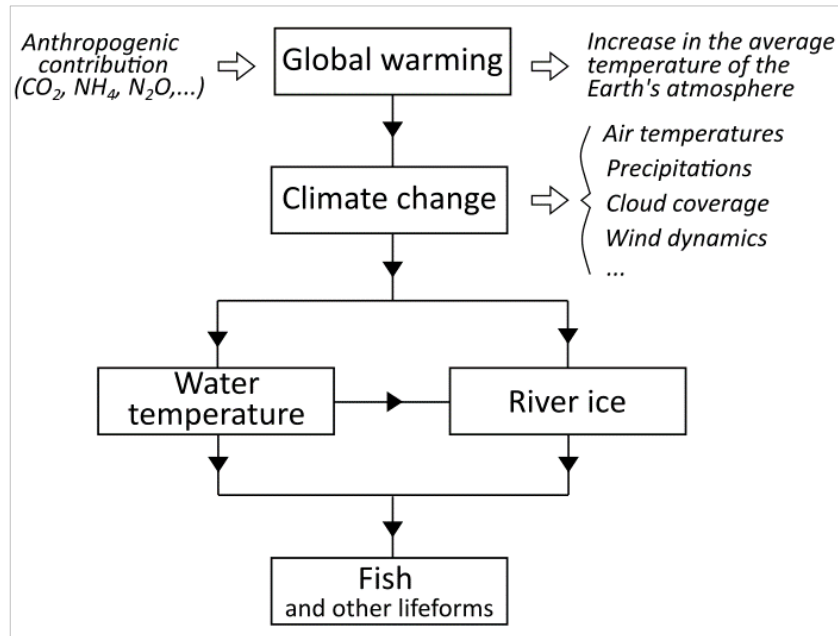 Anthropogenic
contribution
(CO₂, NH₄, N₂O,...)
Global warming
Increase in the average
temperature of the
Earth's atmosphere
Climate change
Air temperatures
Precipitations
Cloud coverage
Wind dynamics
...
Water
temperature
River ice
Fish
and other lifeforms